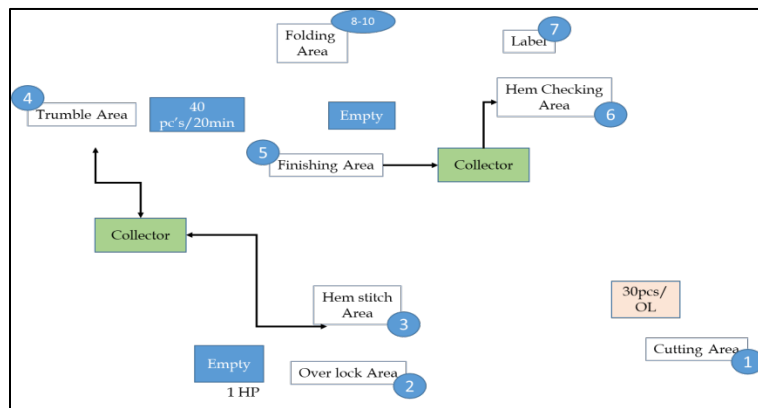 8-10
Folding
Area
7
Label
4
Trumble Area
40
pc's/20min
Empty
Hem Checking
Area
6
5
Finishing Area
Collector
Collector
Hem stitch
Area
3
30pcs/
OL
Empty
1 HP
Over lock Area
2
Cutting Area
1